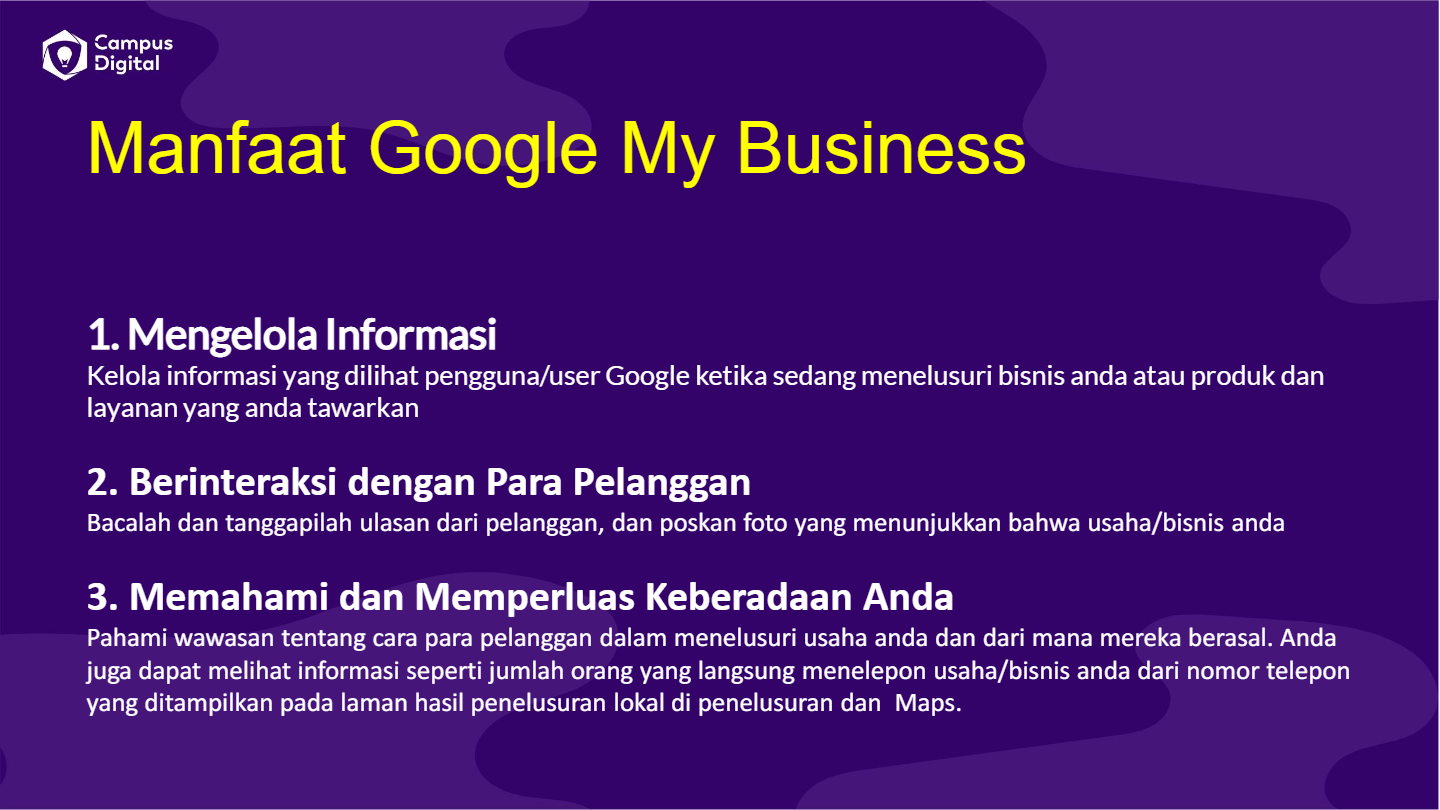 Campus
Digital
Manfaat Google My Business
1. Mengelola Informasi
Kelola informasi yang dilihat pengguna/user Google ketika sedang menelusuri bisnis anda atau produk dan
layanan yang anda tawarkan
2. Berinteraksi dengan Para Pelanggan
Bacalah dan tanggapilah ulasan dari pelanggan, dan poskan foto yang menunjukkan bahwa usaha/bisnis anda
3. Memahami dan Memperluas Keberadaan Anda
Pahami wawasan tentang cara para pelanggan dalam menelusuri usaha anda dan dari mana mereka berasal. Anda
juga dapat melihat informasi seperti jumlah orang yang langsung menelepon usaha/bisnis anda dari nomor telepon
yang ditampilkan pada laman hasil penelusuran lokal di penelusuran dan  Maps.